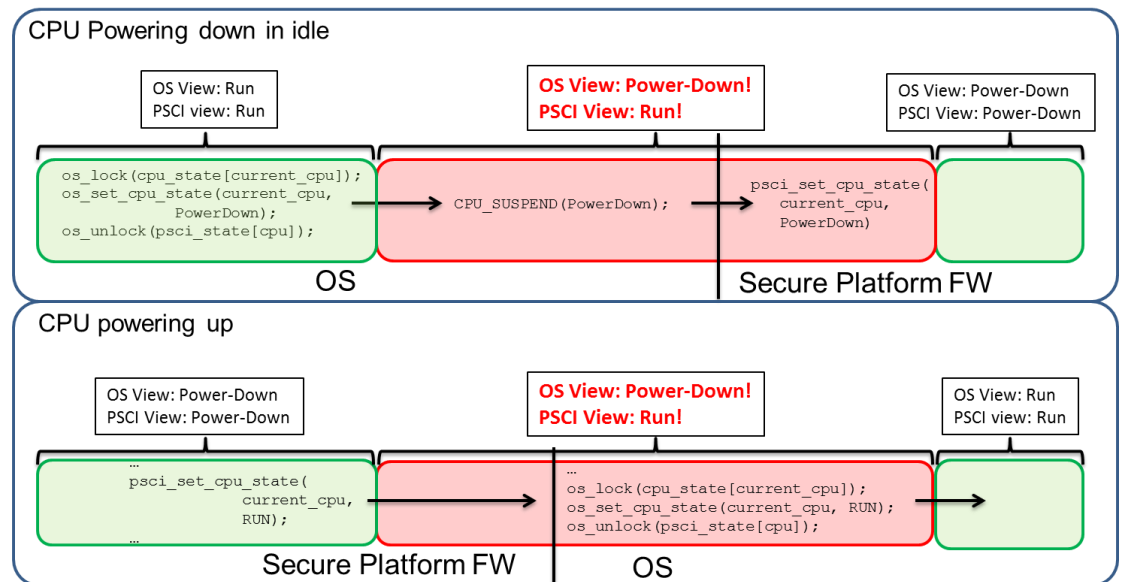 CPU Powering down in idle
OS View: Run
PSCI view: Run
OS View: Power-Down!
PSCI View: Run!
OS View: Power-Down
PSCI View: Power-Down
os_lock(cpu_state[current_cpu]);
os_set_cpu_state(current_cpu,
PowerDown);
os_unlock(psci_state[cpu]);
CPU_SUSPEND(PowerDown);
psci_set_cpu_state(
current_cpu,
PowerDown)
OS
Secure Platform FW
CPU powering up
OS View: Power-Down
PSCI View: Power-Down
OS View: Power-Down!
PSCI View: Run!
OS View: Run
PSCI view: Run
…
psci_set_cpu_state(
current_cpu,
RUN);
…
…
os_lock(cpu_state[current_cpu]);
os_set_cpu_state(current_cpu, RUN);
os_unlock(psci_state[cpu]);
Secure Platform FW
OS